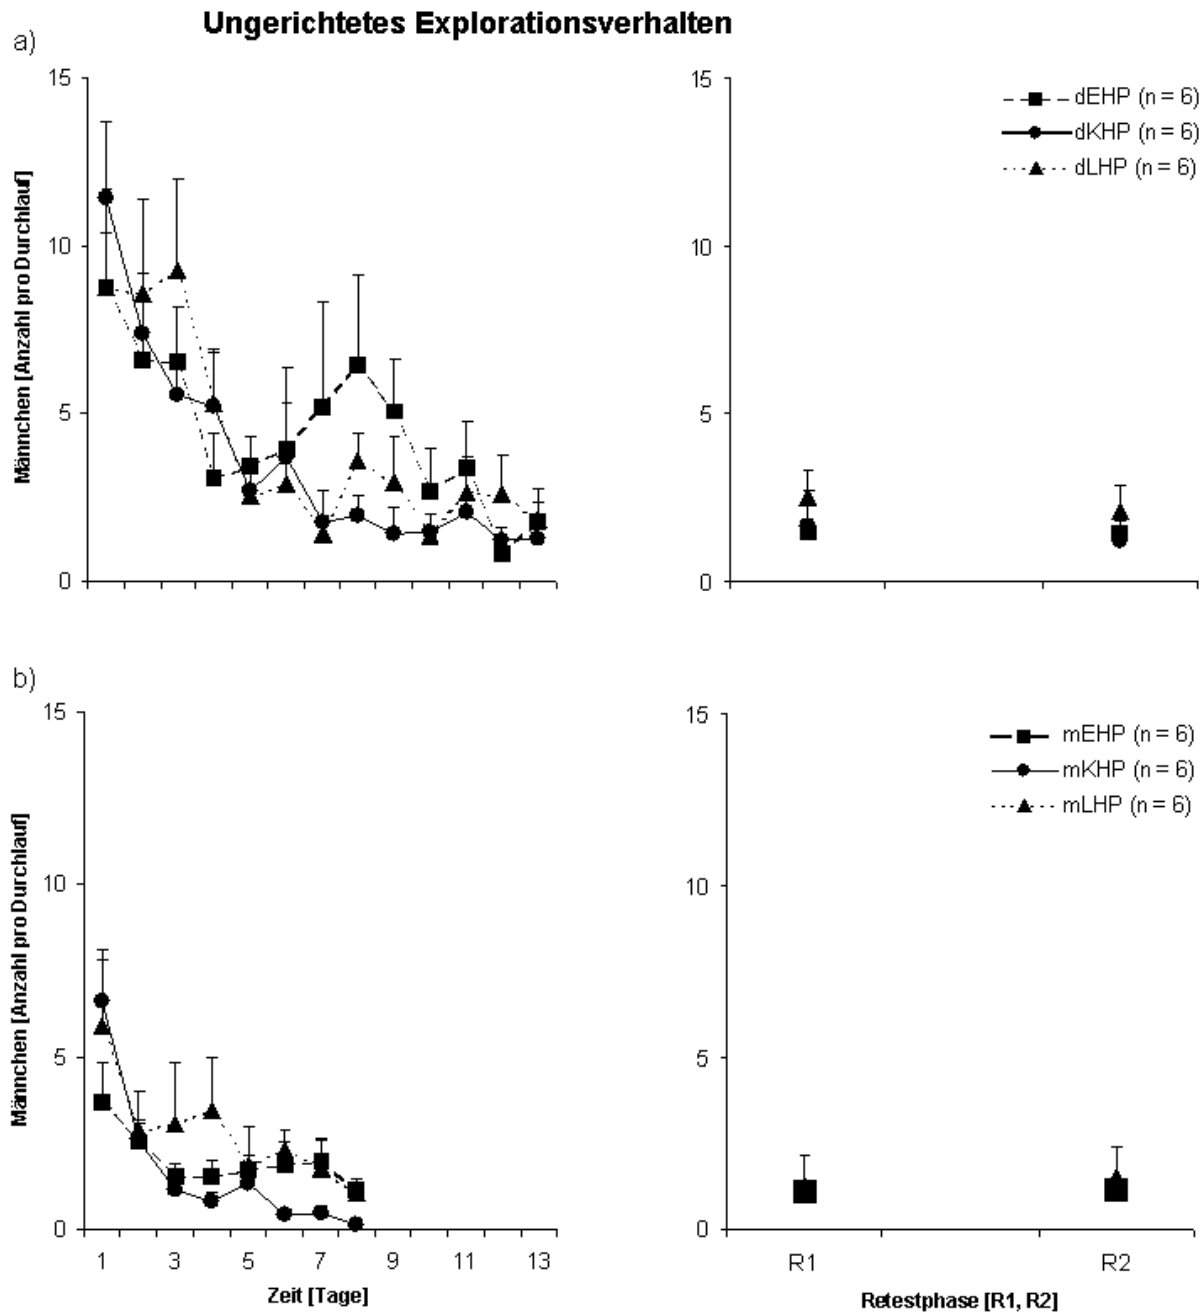 Ungerichtetes Explorationsverhalten
a)
Männchen [Anzahl pro Durchlauf]
15
10
5
0
15
10
5
0
dEHP (n = 6)
dKHP (n = 6)
dLHP (n = 6)
b)
Männchen [Anzahl pro Durchlauf]
15
10
5
0
1 3 5 7 9 11 13
Zeit [Tage]
15
10
5
0
mEHP (n = 6)
mKHP (n = 6)
mLHP (n = 6)
R1 R2
Retestphase [R1, R2]